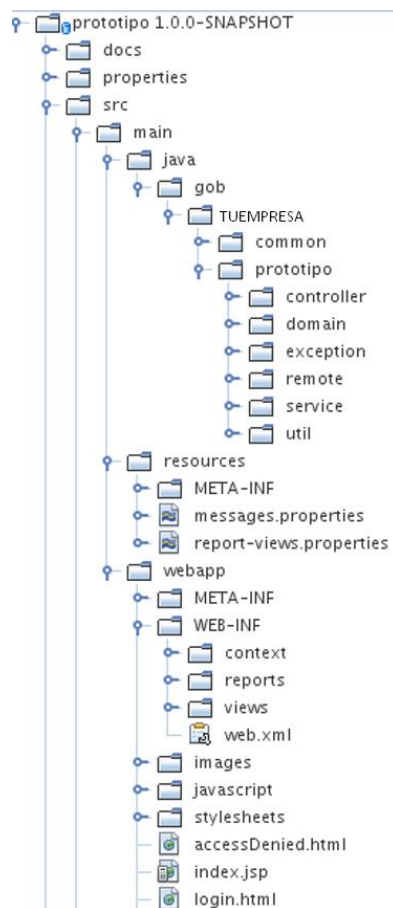 prototipo 1.0.0-SNAPSHOT
docs
properties
src
main
java
gob
TUEMPRESA
common
prototipo
controller
domain
exception
remote
service
util
resources
META-INF
messages.properties
report-views.properties
webapp
META-INF
WEB-INF
context
reports
views
web.xml
images
javascript
stylesheets
accessDenied.html
index.jsp
login.html